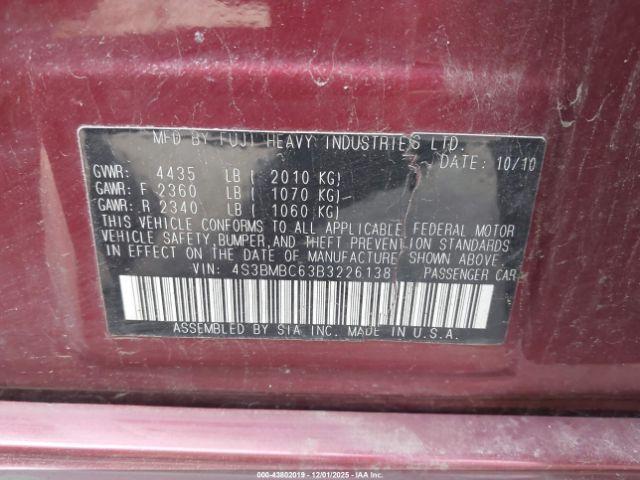 MFD BY FUJI HEAVY INDUSTRIES LTD.
DATE: 10/10
GVWR: 4435 LB ( 2010 KG)
GAWR: F 2360 LB ( 1070 KG)
GAWR: R 2340 LB ( 1060 KG)
THIS VEHICLE CONFORMS TO ALL APPLICABLE FEDERAL MOTOR
VEHICLE SAFETY, BUMPER, AND THEFT PREVENTION STANDARDS
IN EFFECT ON THE DATE OF MANUFACTURE SHOWN ABOVE.
VIN: 4S3BMBC63B3226138 PASSENGER CAR
ASSEMBLED BY SIA INC. MADE IN U.S.A.
000-43802019 • 12/01/2025 • IAA Inc.